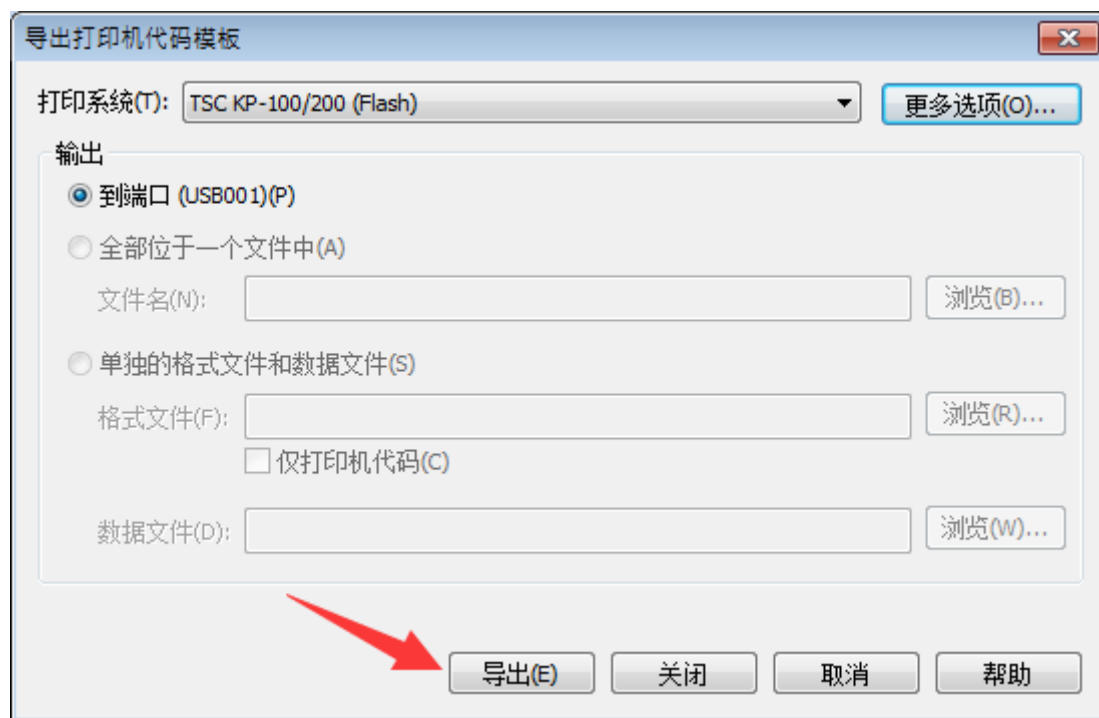 导出打印机代码模板
打印系统(T): TSC KP-100/200 (Flash) 更多选项(O)...
输出
到端口 (USB001)(P)
全部位于一个文件中(A)
文件名(N): 浏览(B)...
单独的格式文件和数据文件(S)
格式文件(F): 浏览(R)...
仅打印机代码(C)
数据文件(D): 浏览(W)...
导出(E) 关闭 取消 帮助